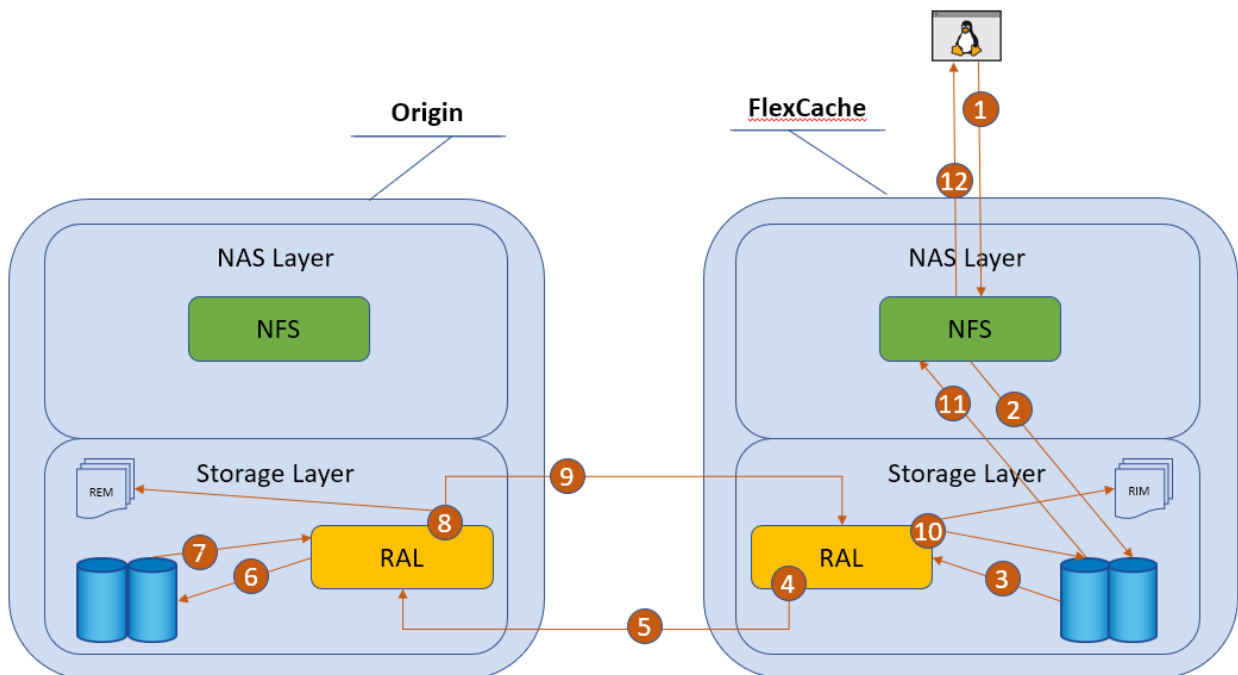 Origin
FlexCache
1
12
NAS Layer
NFS
NAS Layer
NFS
11
2
Storage Layer
REM
9
8
7
6
RAL
5
Storage Layer
RIM
10
RAL
4
3